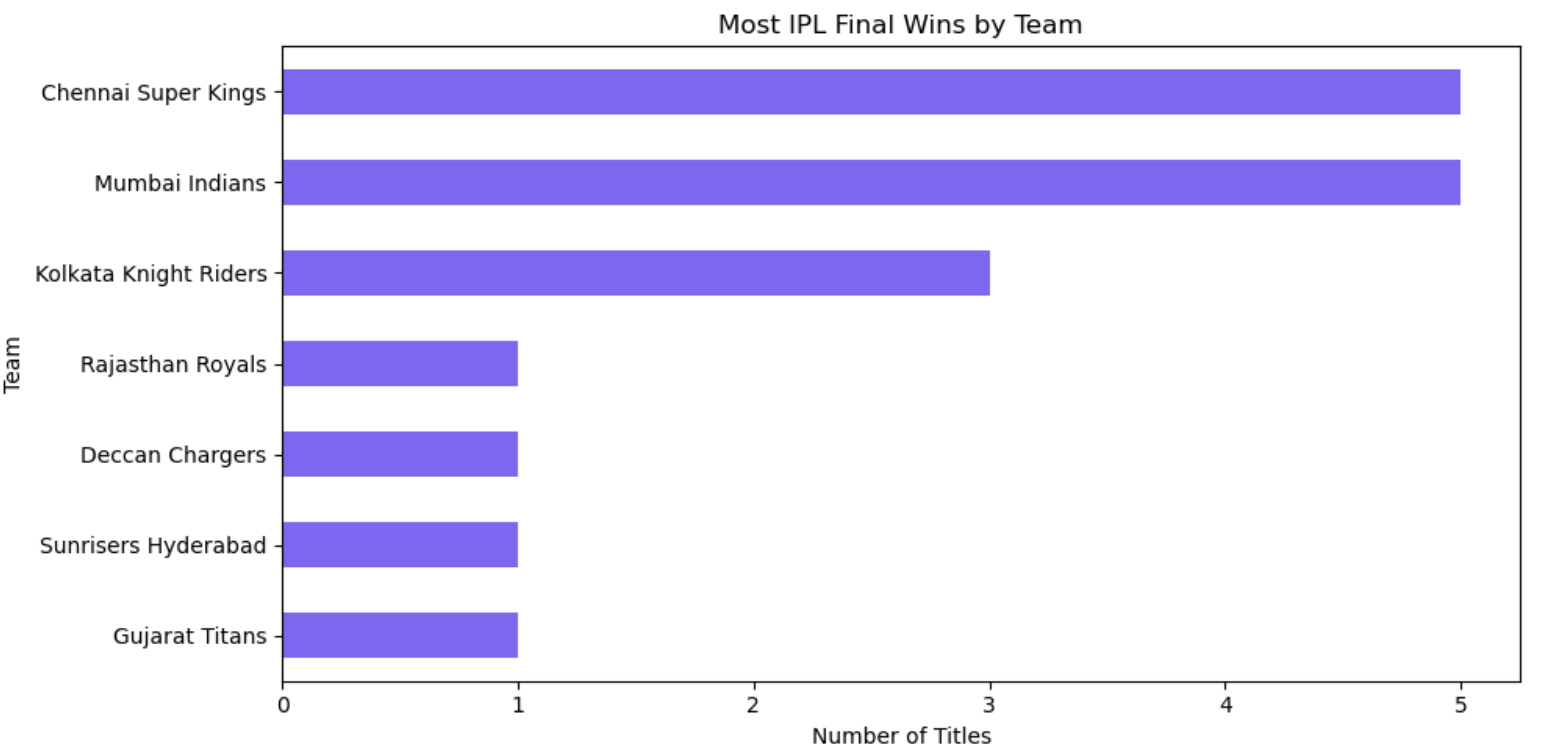 Most IPL Final Wins by Team
Chennai Super Kings
Mumbai Indians
Kolkata Knight Riders
Rajasthan Royals
Deccan Chargers
Sunrisers Hyderabad
Gujarat Titans
Team
0 1 2 3 4 5
Number of Titles